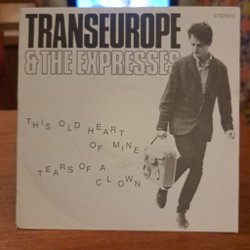 TRANSEUROPE
& THE EXPRESSES
STEREO
THIS OLD HEART
OF MINE
TEARS OF A
CLOWN